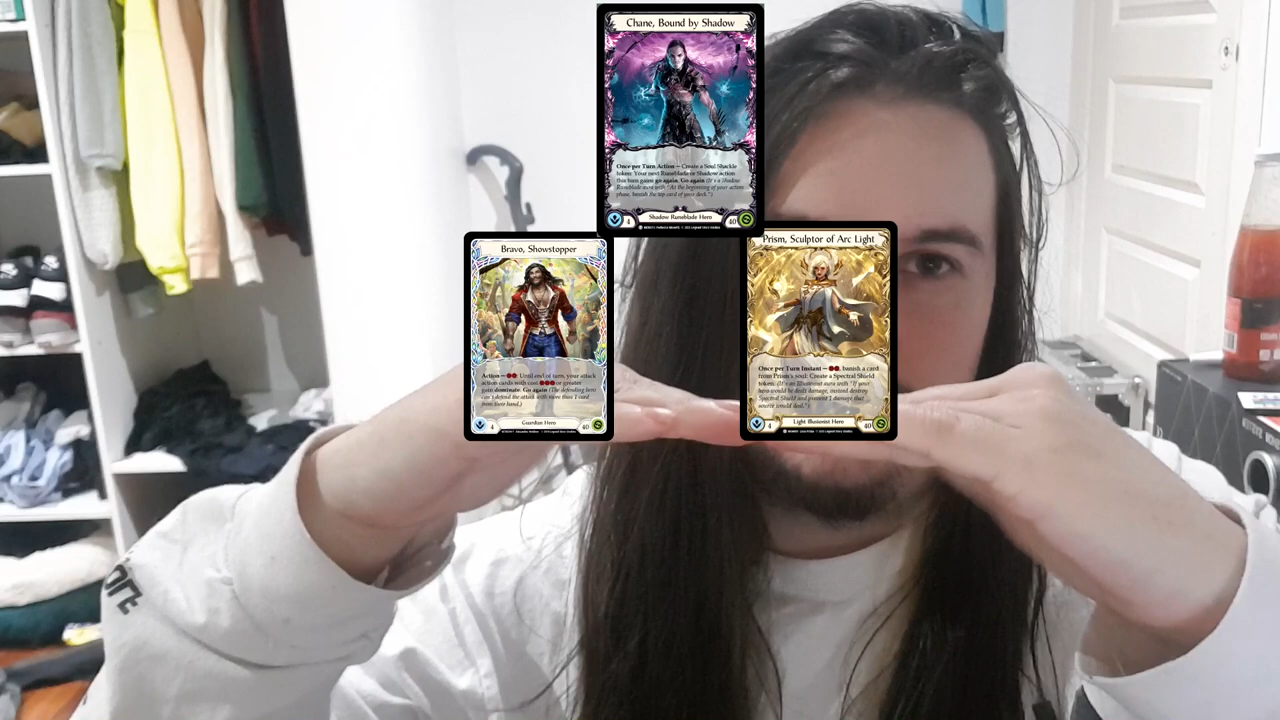 Chane, Bound by Shadow
Once per Turn Action — Create a Soul Shackle
token. Your next Runeblade or Shadow action
this turn gains go again. Go again (It's a Shadow
Runeblade aura with "At the beginning of your action
phase, banish the top card of your deck.")
4
Shadow Runeblade Hero
40
Bravo, Showstopper
Action — : Until end of turn, your attack
action cards with cost or greater
gain dominate. Go again (The defending hero
can't defend the attack with more than 1 card
from their hand.)
4
Guardian Hero
40
Prism, Sculptor of Arc Light
Once per Turn Instant — , banish a card
from Prism's soul: Create a Spectral Shield
token. (It's an Illusionist aura with "If your
hero would be dealt damage, instead destroy
Spectral Shield and prevent 1 damage that
source would deal.")
4
Light Illusionist Hero
40